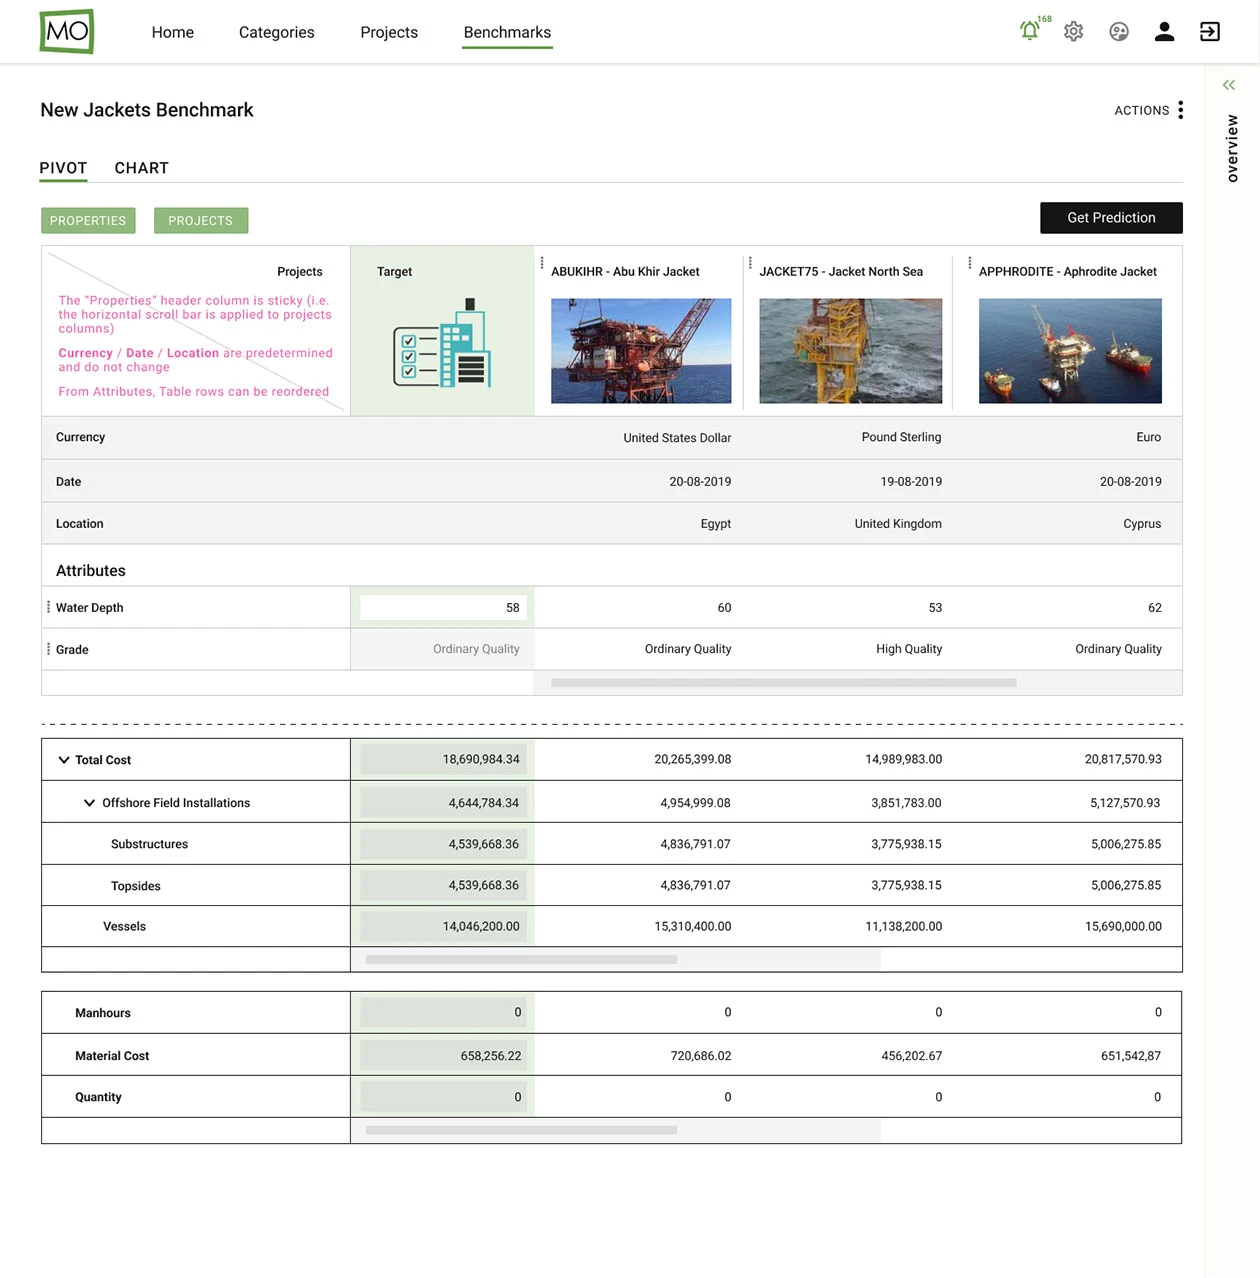 MO
Home Categories Projects Benchmarks
168
overview
New Jackets Benchmark
ACTIONS
PIVOT CHART
PROPERTIES PROJECTS
Get Prediction
Projects
The "Properties" header column is sticky (i.e.
the horizontal scroll bar is applied to projects
columns)
Currency / Date / Location are predetermined
and do not change
From Attributes, Table rows can be reordered
Target
ABUKIHR - Abu Khir Jacket
JACKET75 - Jacket North Sea
APPHRODITE - Aphrodite Jacket
Currency United States Dollar Pound Sterling Euro
Date 20-08-2019 19-08-2019 20-08-2019
Location Egypt United Kingdom Cyprus
Attributes
Water Depth 58 60 53 62
Grade Ordinary Quality Ordinary Quality High Quality Ordinary Quality
Total Cost 18,690,984.34 20,265,399.08 14,989,983.00 20,817,570.93
Offshore Field Installations 4,644,784.34 4,954,999.08 3,851,783.00 5,127,570.93
Substructures 4,539,668.36 4,836,791.07 3,775,938.15 5,006,275.85
Topsides 4,539,668.36 4,836,791.07 3,775,938.15 5,006,275.85
Vessels 14,046,200.00 15,310,400.00 11,138,200.00 15,690,000.00
Manhours 0 0 0 0
Material Cost 658,256.22 720,686.02 456,202.67 651,542,87
Quantity 0 0 0 0